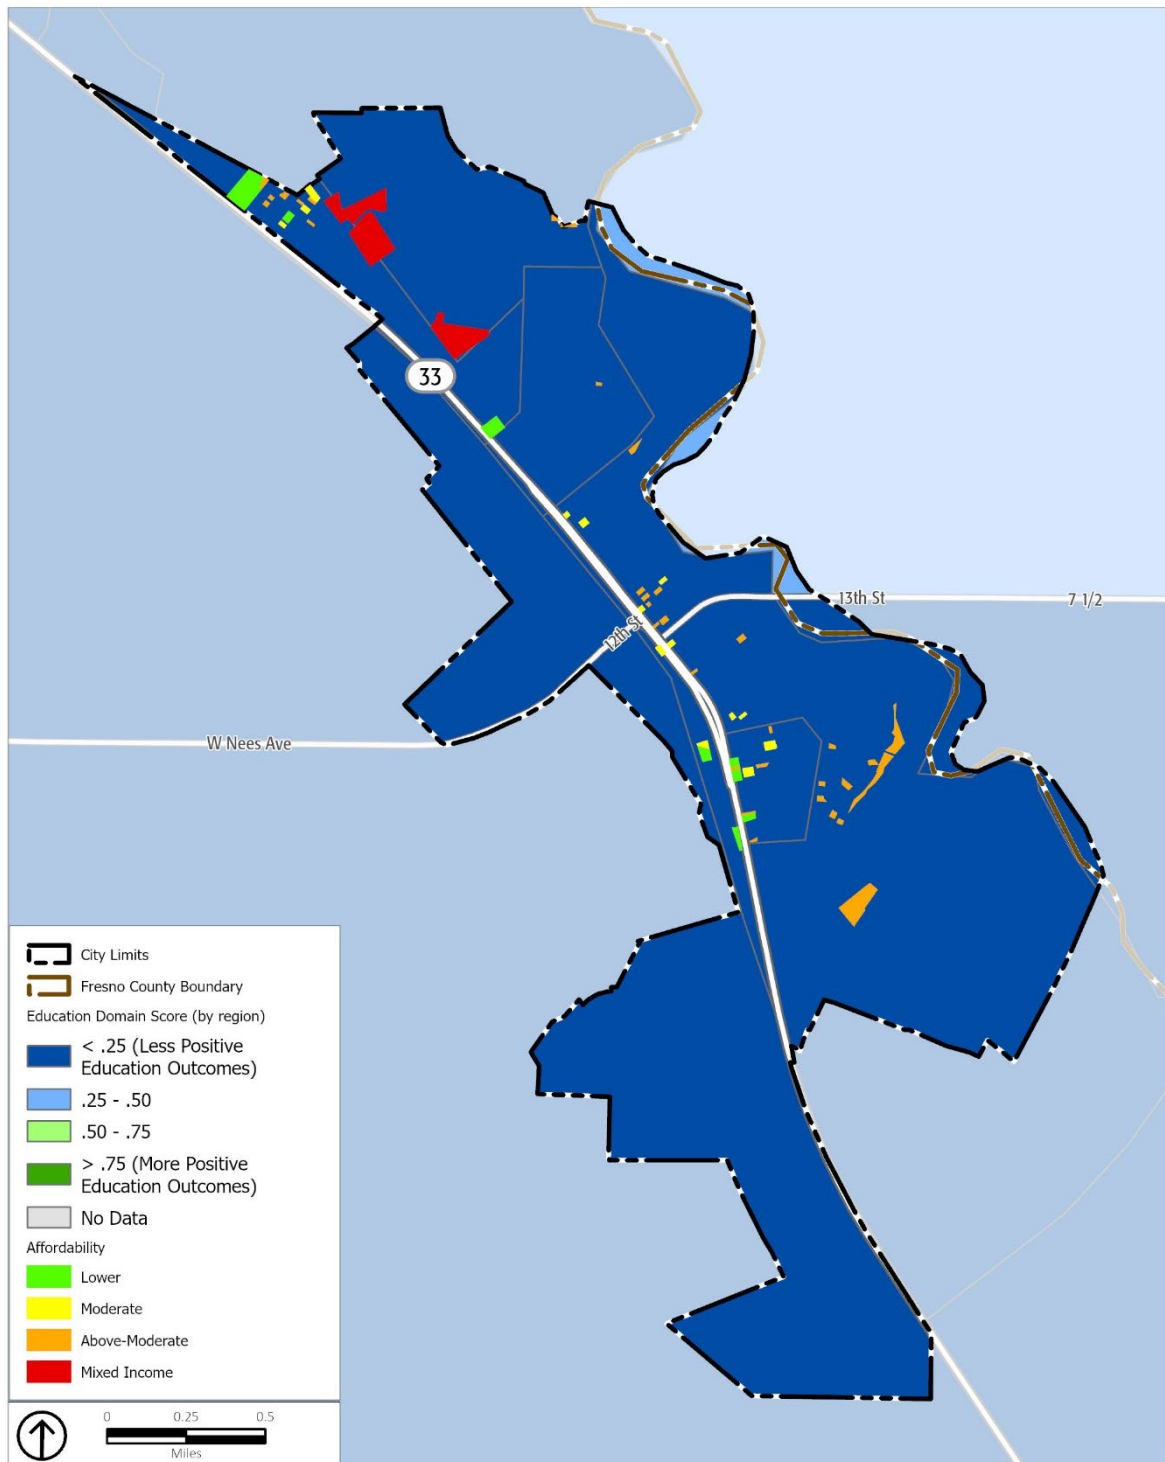 33
13th St
7 1/2
12th St
W Nees Ave
City Limits
Fresno County Boundary
Education Domain Score (by region)
< .25 (Less Positive
Education Outcomes)
.25 - .50
.50 - .75
> .75 (More Positive
Education Outcomes)
No Data
Affordability
Lower
Moderate
Above-Moderate
Mixed Income
0 0.25 0.5
Miles